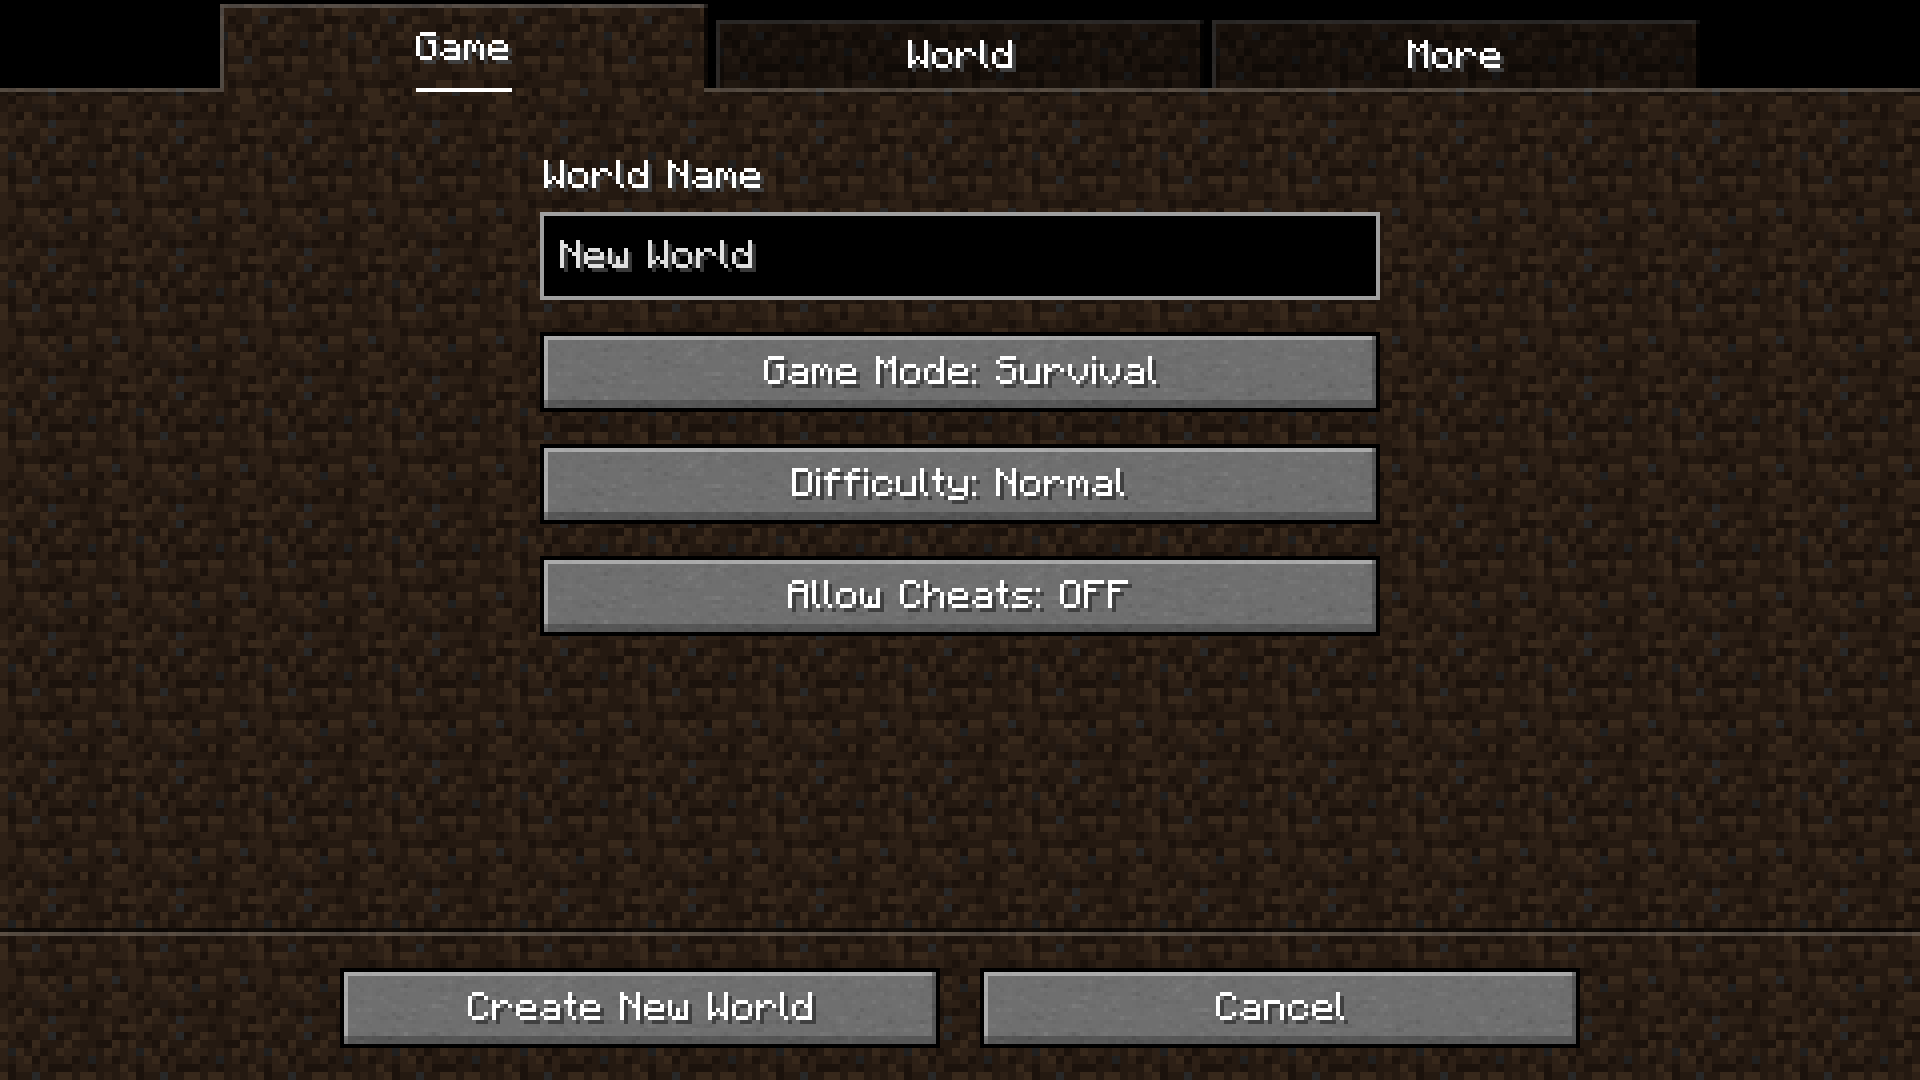 Game
World
More
World Name
New World
Game Mode: Survival
Difficulty: Normal
Allow Cheats: OFF
Create New World
Cancel